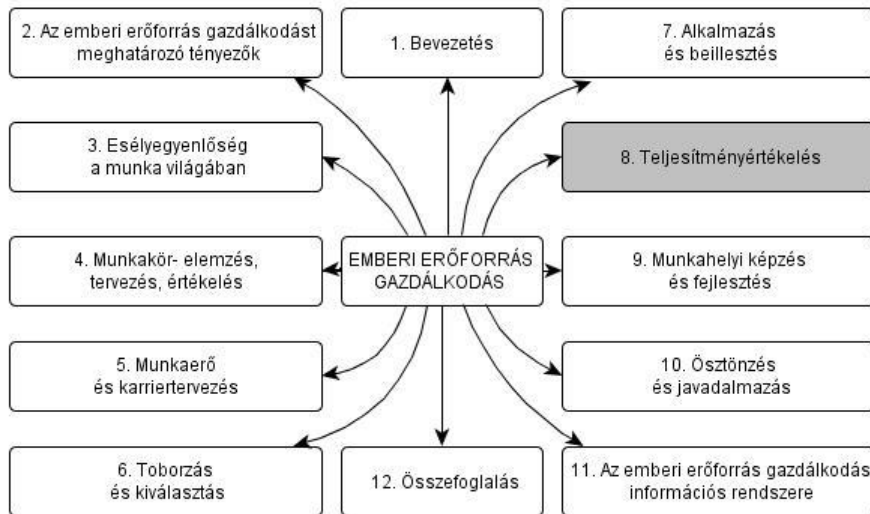 2. Az emberi erőforrás gazdálkodást
meghatározó tényezők
1. Bevezetés
7. Alkalmazás
és beillesztés
3. Esélyegyenlőség
a munka világában
8. Teljesítményértékelés
4. Munkakör- elemzés,
tervezés, értékelés
EMBERI ERŐFORRÁS
GAZDÁLKODÁS
9. Munkahelyi képzés
és fejlesztés
5. Munkaerő
és karriertervezés
10. Ösztönzés
és javadalmazás
6. Toborzás
és kiválasztás
12. Összefoglalás
11. Az emberi erőforrás gazdálkodás
információs rendszere